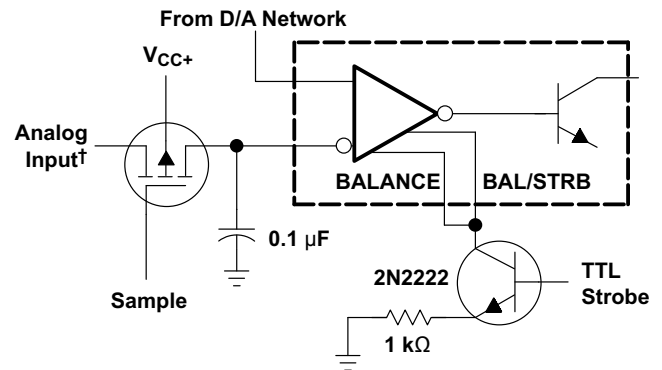 From D/A Network
VCC+
Analog
Input†
BALANCE
BAL/STRB
0.1 µF
2N2222
TTL
Strobe
Sample
1 kΩ